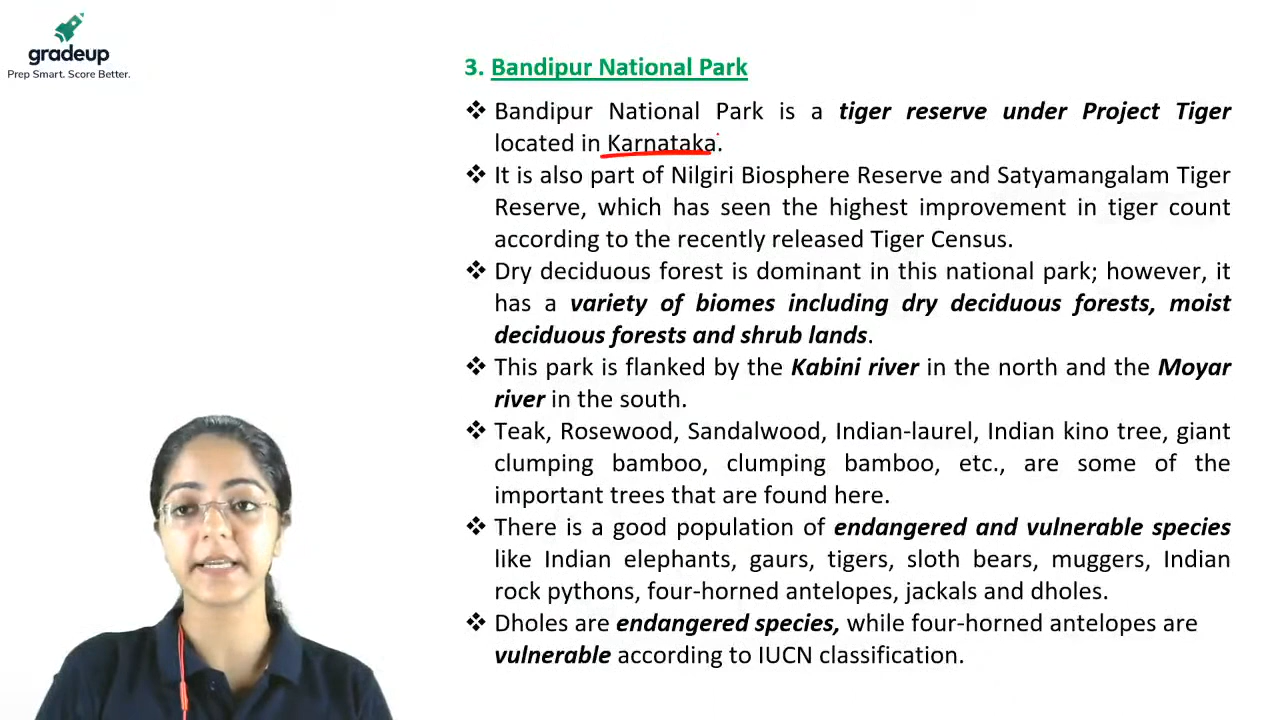 gradeup
Prep Smart. Score Better.
3. Bandipur National Park
❖ Bandipur National Park is a tiger reserve under Project Tiger
located in Karnataka.
❖ It is also part of Nilgiri Biosphere Reserve and Satyamangalam Tiger
Reserve, which has seen the highest improvement in tiger count
according to the recently released Tiger Census.
❖ Dry deciduous forest is dominant in this national park; however, it
has a variety of biomes including dry deciduous forests, moist
deciduous forests and shrub lands.
❖ This park is flanked by the Kabini river in the north and the Moyar
river in the south.
❖ Teak, Rosewood, Sandalwood, Indian-laurel, Indian kino tree, giant
clumping bamboo, clumping bamboo, etc., are some of the
important trees that are found here.
❖ There is a good population of endangered and vulnerable species
like Indian elephants, gaurs, tigers, sloth bears, muggers, Indian
rock pythons, four-horned antelopes, jackals and dholes.
❖ Dholes are endangered species, while four-horned antelopes are
vulnerable according to IUCN classification.